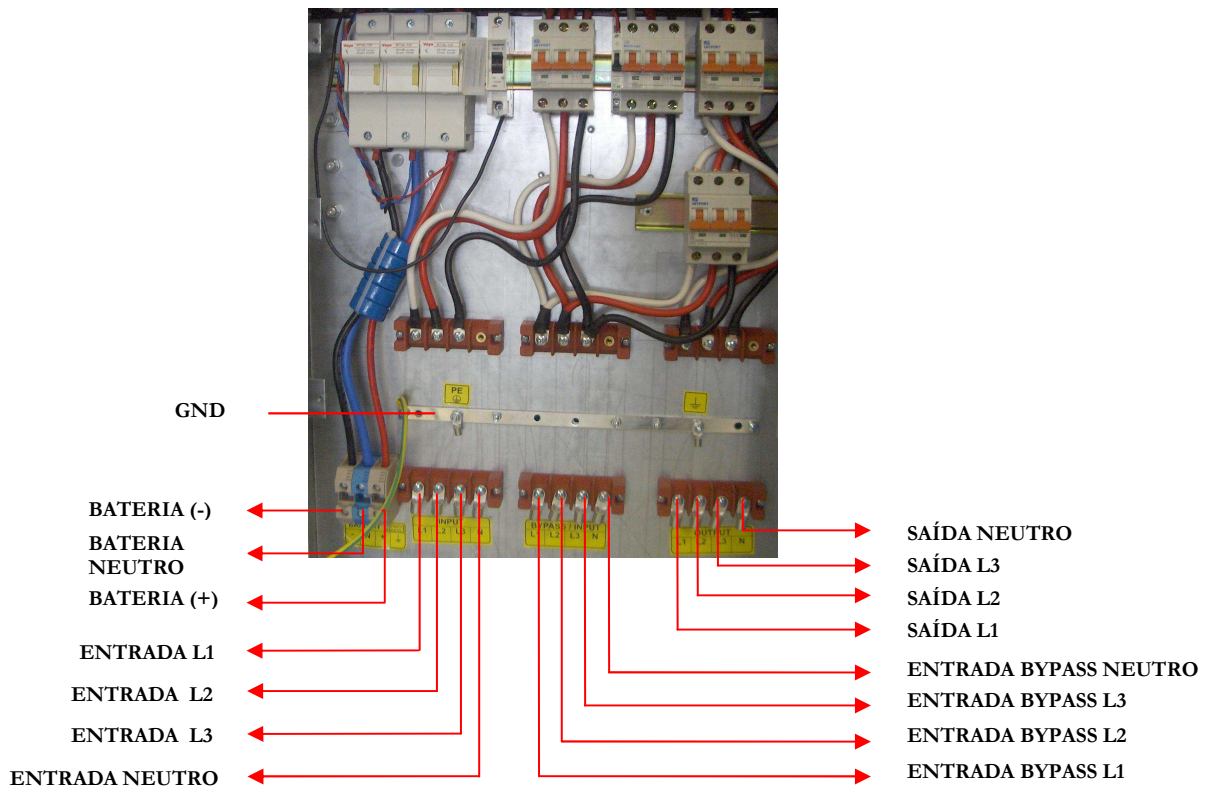 PE
GND
BATERIA (-)
BATERIA
NEUTRO
BATERIA (+)
ENTRADA L1
ENTRADA L2
ENTRADA L3
ENTRADA NEUTRO
INPUT
L1 L2 L3 N
BYPASS / INPUT
L1 L2 L3 N
OUTPUT
L1 L2 L3 N
SAÍDA NEUTRO
SAÍDA L3
SAÍDA L2
SAÍDA L1
ENTRADA BYPASS NEUTRO
ENTRADA BYPASS L3
ENTRADA BYPASS L2
ENTRADA BYPASS L1